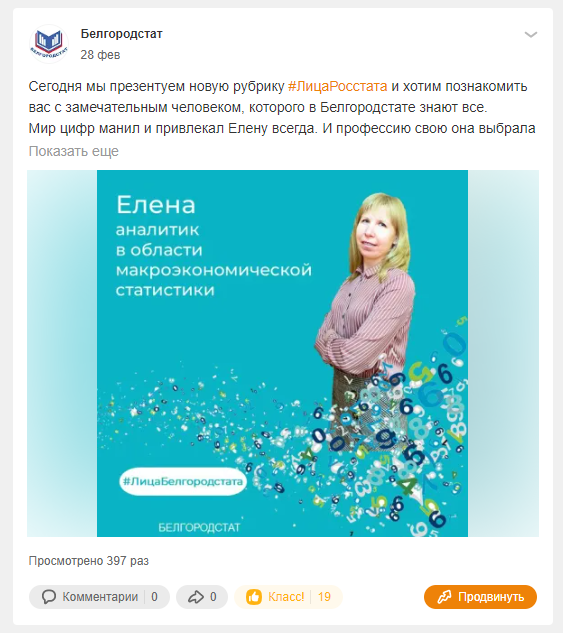 Белгородстат
28 фев
БЕЛГОРОДСТАТ
Сегодня мы презентуем новую рубрику #ЛицаРосстата и хотим познакомить
вас с замечательным человеком, которого в Белгородстате знают все.
Мир цифр манил и привлекал Елену всегда. И профессию свою она выбрала
Показать еще
Елена
аналитик
в области
макроэкономической
статистики
#ЛицаБелгородстата
БЕЛГОРОДСТАТ
Просмотрено 397 раз
Комментарии 0
0
Класс! 19
Продвинуть